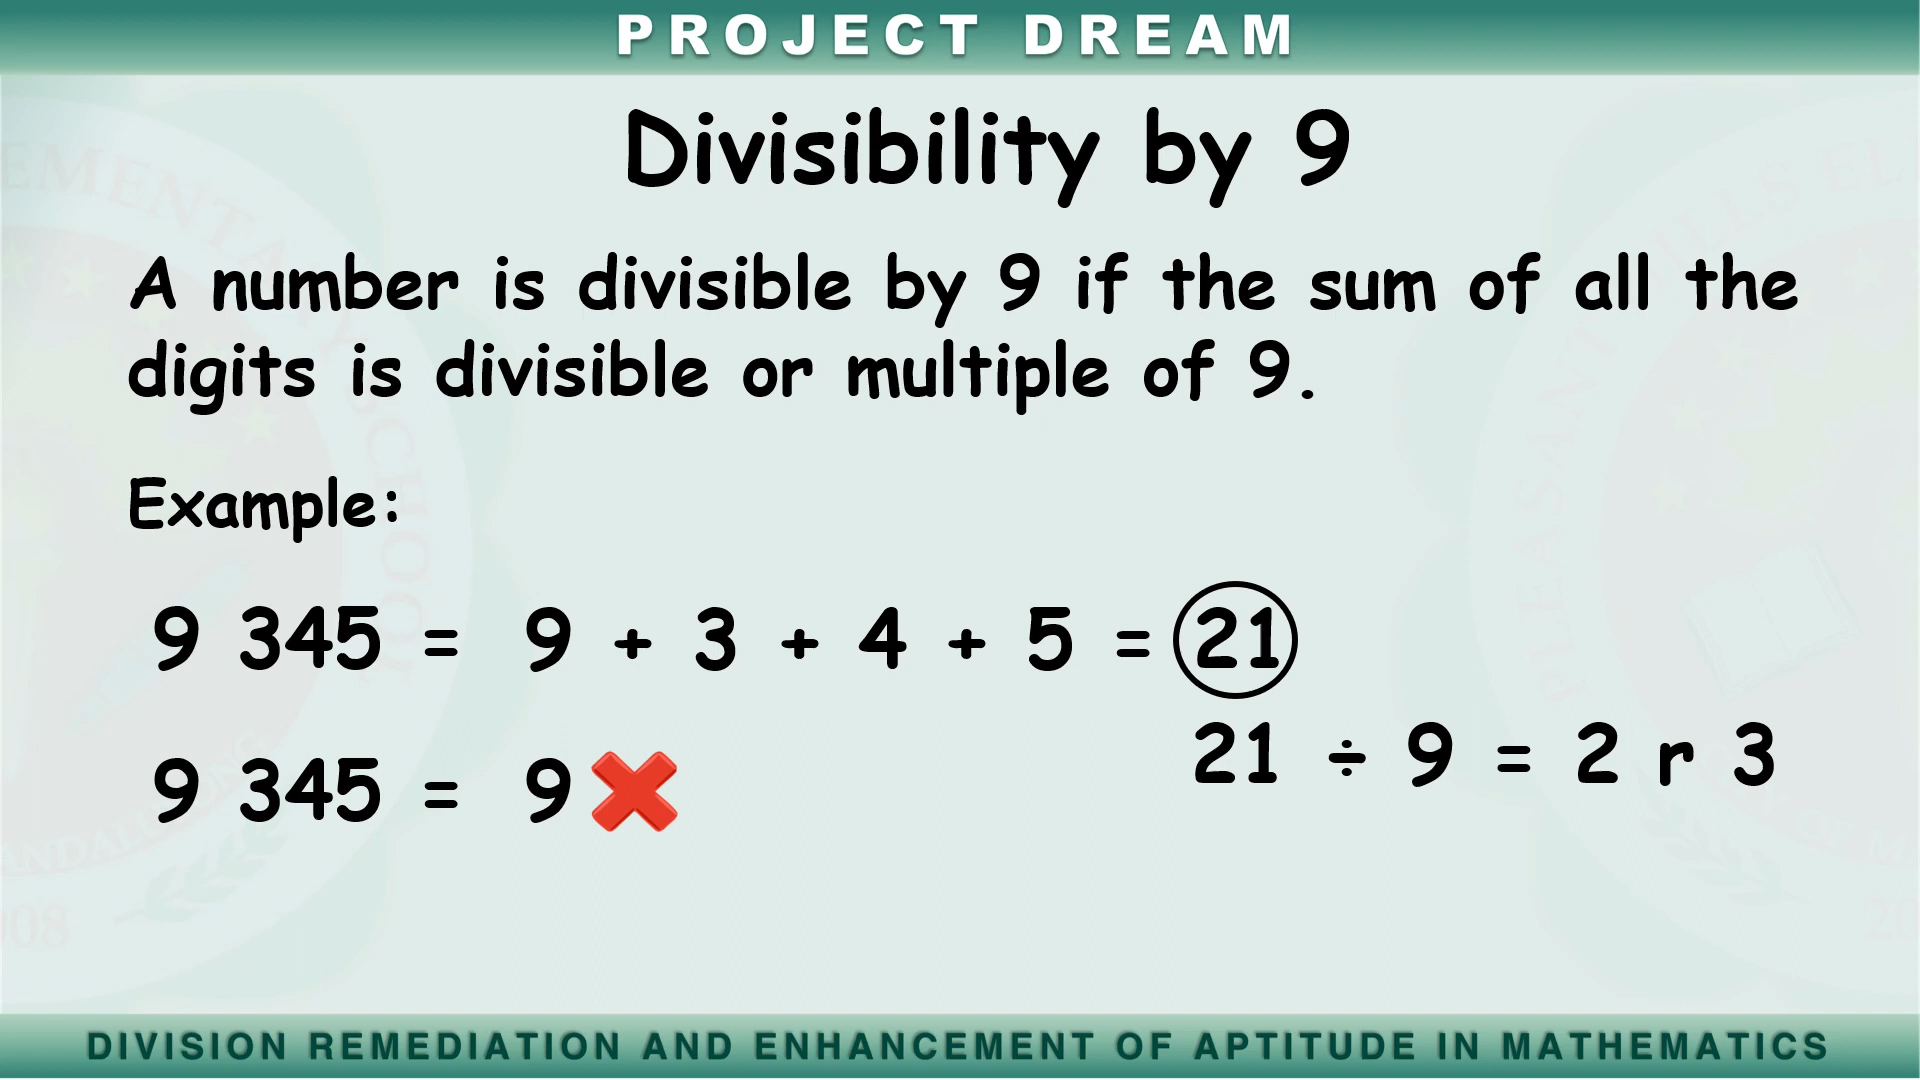 PROJECT DREAM
Divisibility by 9
A number is divisible by 9 if the sum of all the
digits is divisible or multiple of 9.
Example:
9 345 = 9 + 3 + 4 + 5 = 21
21 ÷ 9 = 2 r 3
9 345 = 9
DIVISION REMEDIATION AND ENHANCEMENT OF APTITUDE IN MATHEMATICS